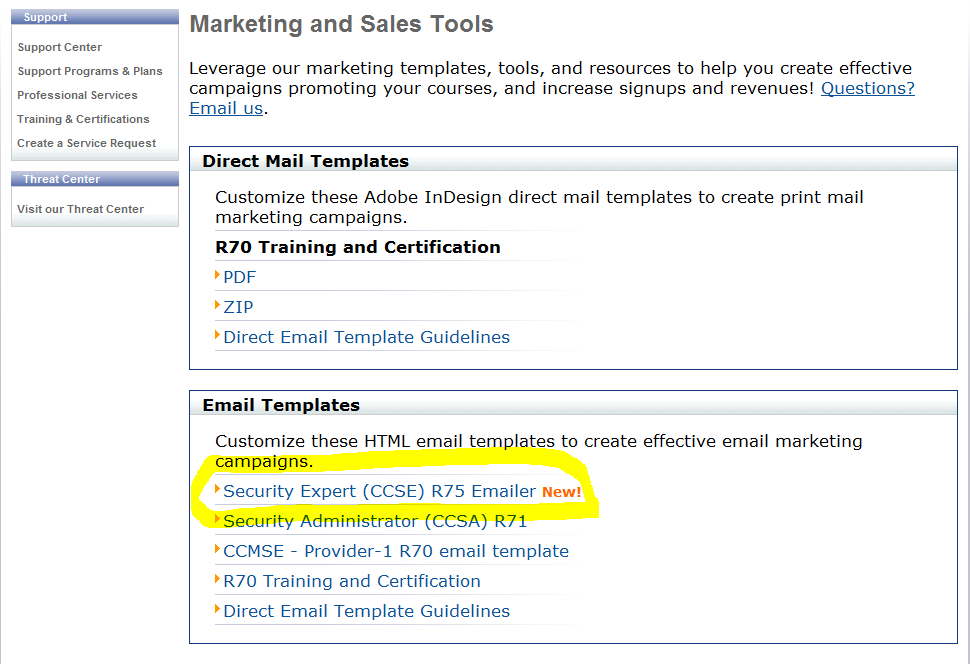 Support
Support Center
Support Programs & Plans
Professional Services
Training & Certifications
Create a Service Request
Threat Center
Visit our Threat Center
Marketing and Sales Tools
Leverage our marketing templates, tools, and resources to help you create effective
campaigns promoting your courses, and increase signups and revenues! Questions?
Email us.
Direct Mail Templates
Customize these Adobe InDesign direct mail templates to create print mail
marketing campaigns.
R70 Training and Certification
PDF
ZIP
Direct Email Template Guidelines
Email Templates
Customize these HTML email templates to create effective email marketing
campaigns.
Security Expert (CCSE) R75 Emailer New!
Security Administrator (CCSA) R71
CCMSE - Provider-1 R70 email template
R70 Training and Certification
Direct Email Template Guidelines